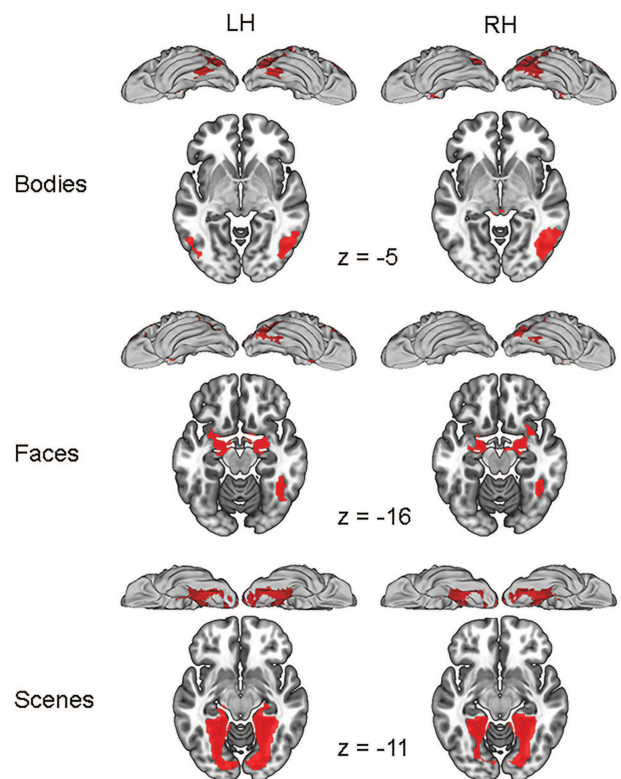 LH RH
Bodies
z = -5
Faces
z = -16
Scenes
z = -11